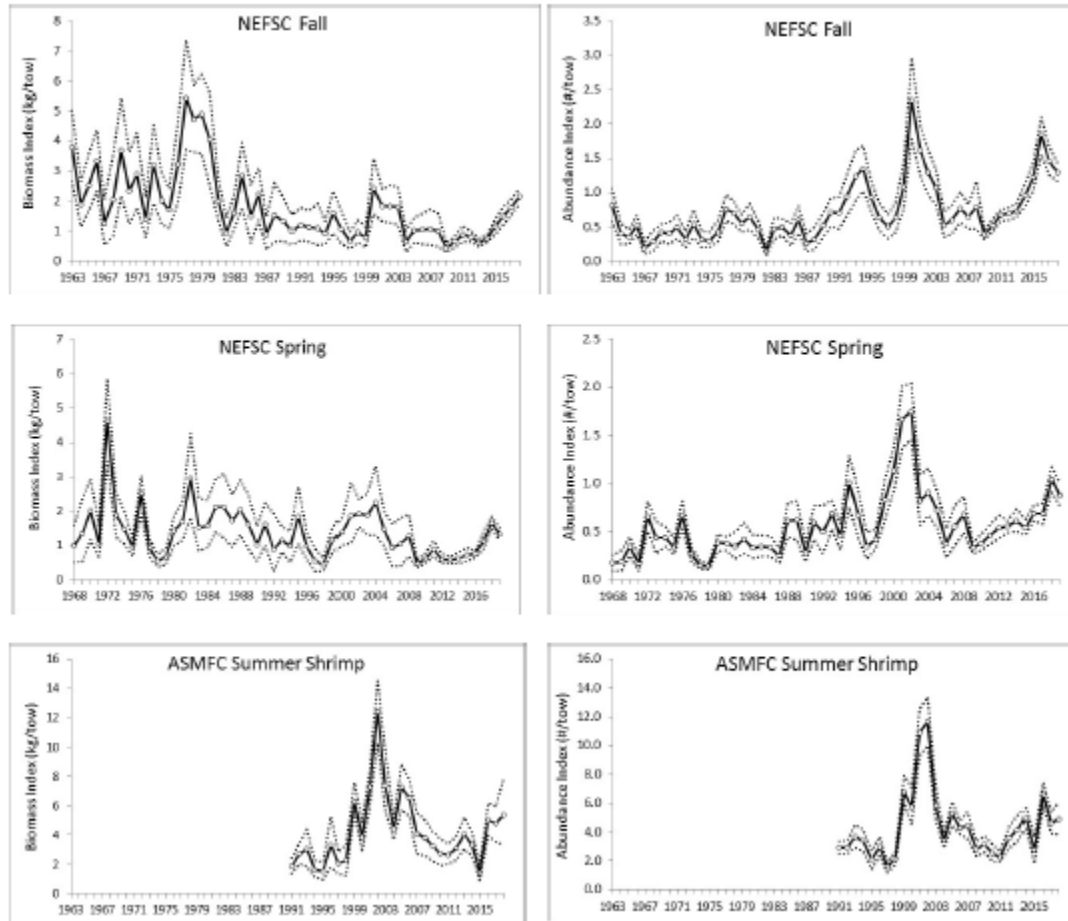 NEFSC Fall
Biomass Index (kg/tow)
8
7
6
5
4
3
2
1
0
1963 1967 1971 1975 1979 1983 1987 1991 1995 1999 2003 2007 2011 2015
NEFSC Fall
Abundance Index (#/tow)
3.5
3.0
2.5
2.0
1.5
1.0
0.5
0.0
1963 1967 1971 1975 1979 1983 1987 1991 1995 1999 2003 2007 2011 2015
NEFSC Spring
Biomass Index (kg/tow)
7
6
5
4
3
2
1
0
1968 1972 1976 1980 1984 1988 1992 1996 2000 2004 2008 2012 2016
NEFSC Spring
Abundance Index (#/tow)
2.5
2.0
1.5
1.0
0.5
0.0
1968 1972 1976 1980 1984 1988 1992 1996 2000 2004 2008 2012 2016
ASMFC Summer Shrimp
Biomass Index (kg/tow)
16
14
12
10
8
6
4
2
0
1963 1967 1971 1975 1979 1983 1987 1991 1995 1999 2003 2007 2011 2015
ASMFC Summer Shrimp
Abundance Index (#/tow)
16.0
14.0
12.0
10.0
8.0
6.0
4.0
2.0
0.0
1963 1967 1971 1975 1979 1983 1987 1991 1995 1999 2003 2007 2011 2015